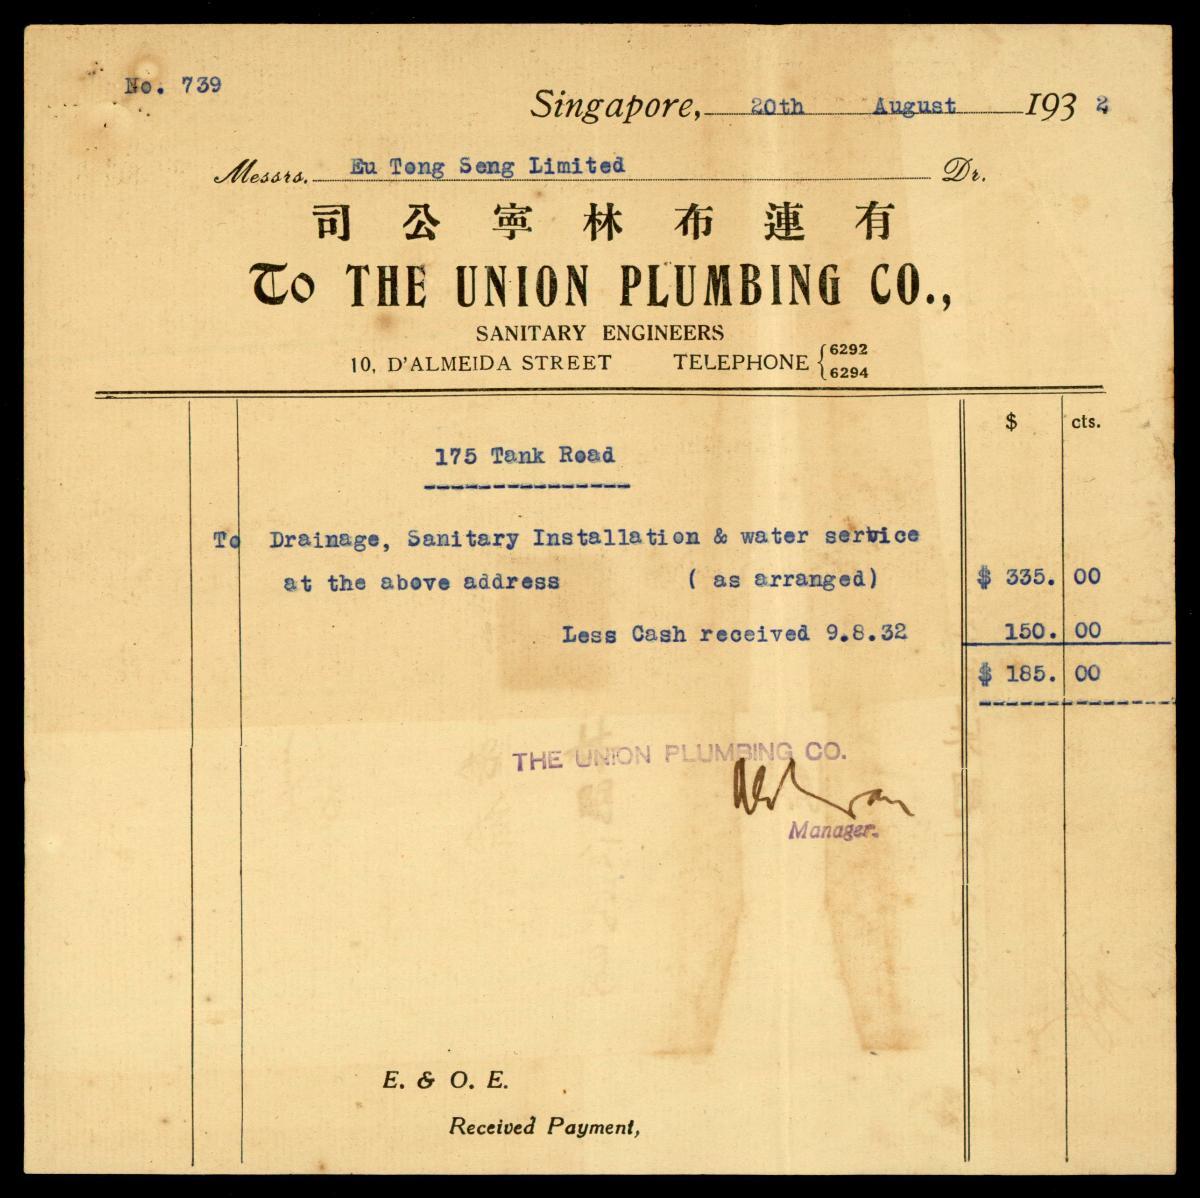 No. 739
Singapore, 20th August 1932
Messrs. Eu Tong Seng Limited Dr.
司公寧林布連有
To THE UNION PLUMBING CO.,
SANITARY ENGINEERS
10, D'ALMEIDA STREET TELEPHONE { 6292
6294
$ cts.
175 Tank Road
To Drainage, Sanitary Installation & water service
at the above address ( as arranged) $ 335. 00
Less Cash received 9.8.32 150. 00
$ 185. 00
THE UNION PLUMBING CO.
Manager.
E. & O. E.
Received Payment,